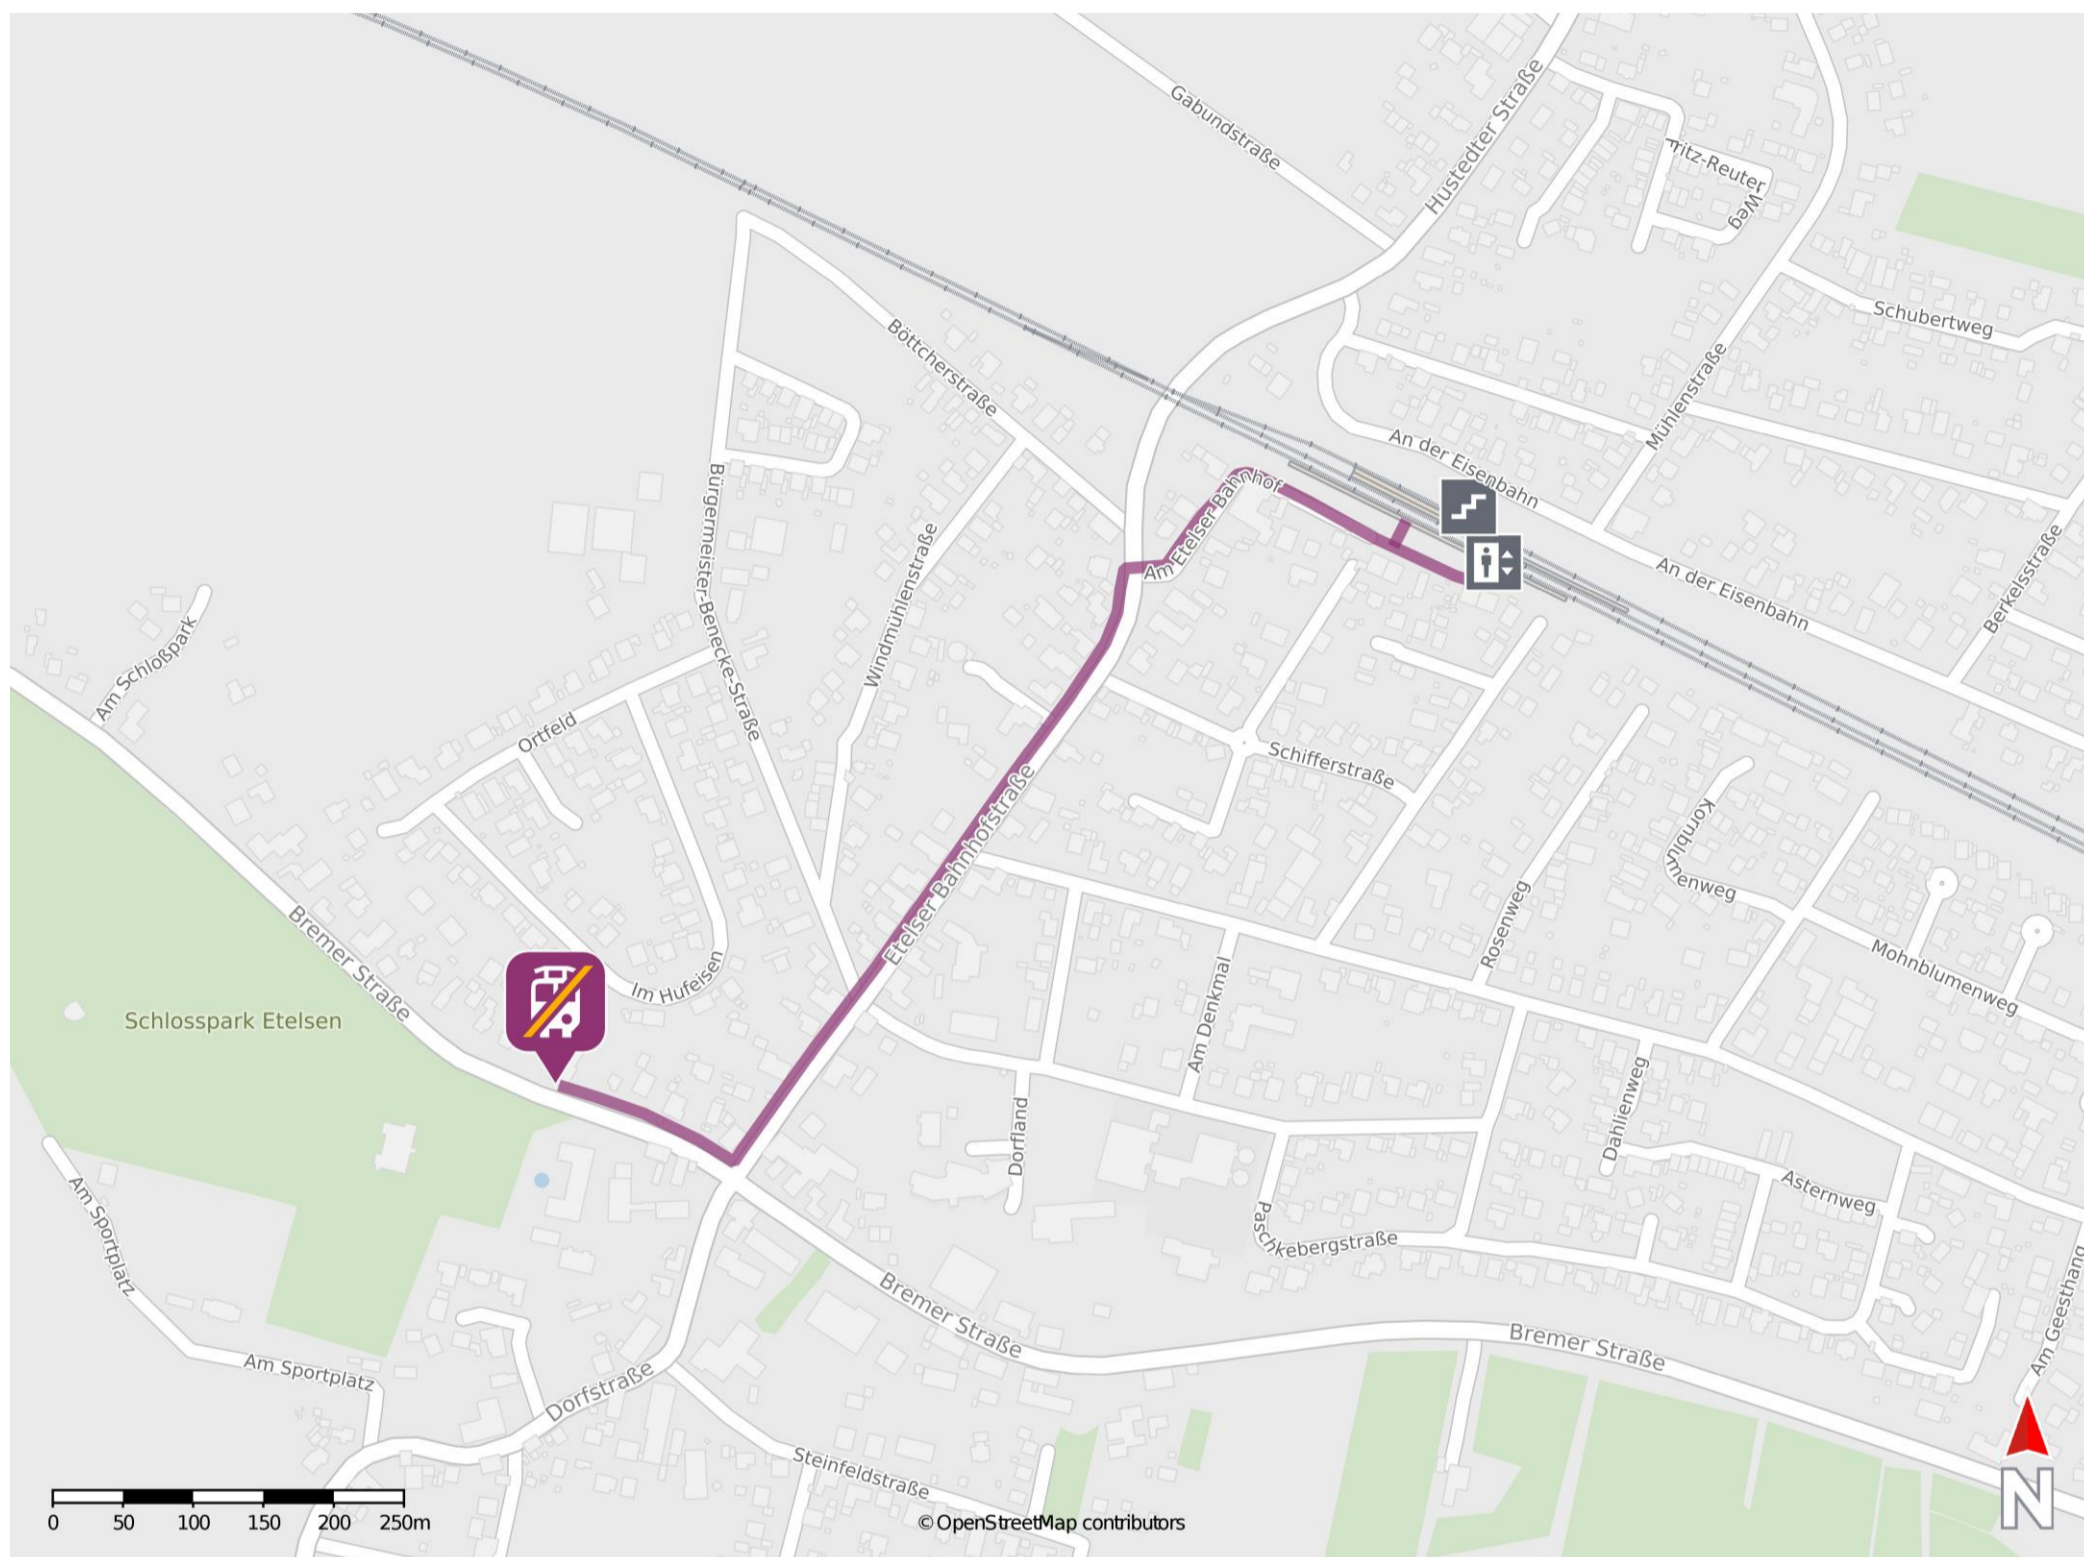 Gabundstraße
Hustedter Straße
Fritz-Reuter
Weg
Schubertweg
Böttcherstraße
Mühlenstraße
An der Eisenbahn
Am Etelser Bahnhof
Bürgermeister-Benecke-Straße
Windmühlenstraße
An der Eisenbahn
Berkelsstraße
Am Schloßpark
Ortfeld
Schifferstraße
Etelser Bahnhofstraße
Kornblumenweg
Rosenweg
Mohnblumenweg
Bremer Straße
Im Hufeisen
Schlosspark Etelsen
Am Denkmal
Dorfland
Dahlienweg
Asternweg
Am Sportplatz
Paschkebergstraße
Bremer Straße
Bremer Straße
Am Geesthang
Am Sportplatz
Dorfstraße
Steinfeldstraße
0 50 100 150 200 250m
© OpenStreetMap contributors
N